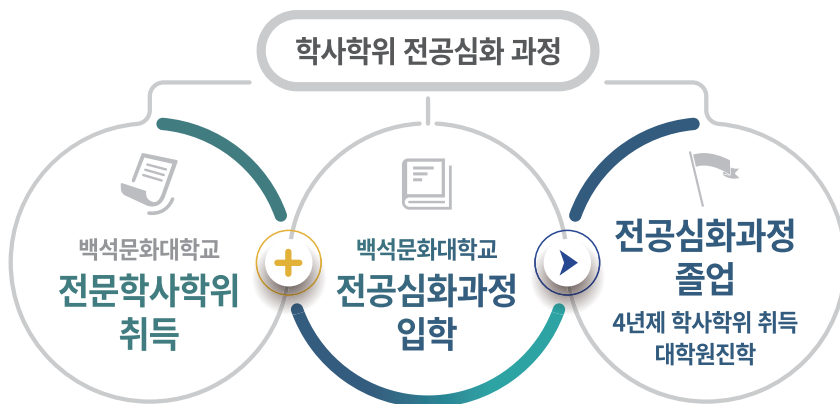 학사학위 전공심화 과정
백석문화대학교
전문학사학위
취득
백석문화대학교
전공심화과정
입학
전공심화과정
졸업
4년제 학사학위 취득
대학원진학